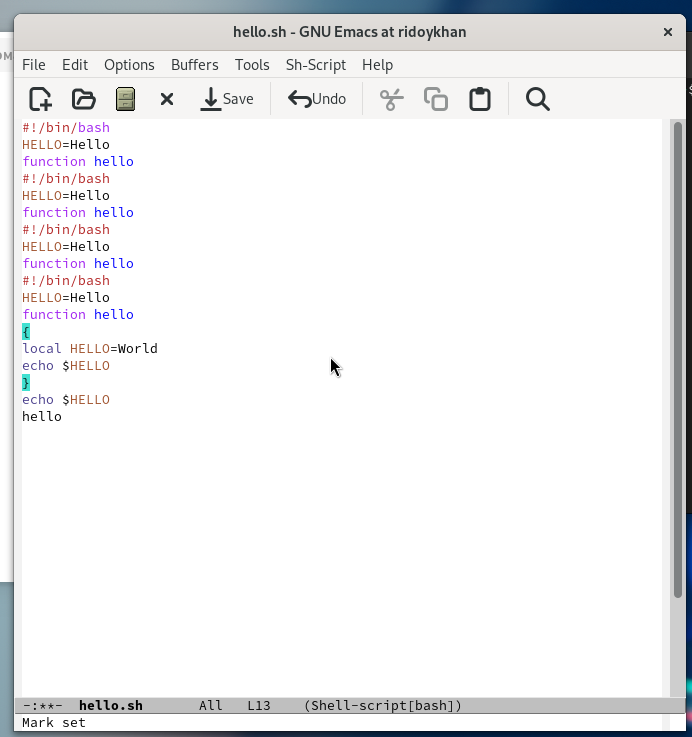 hello.sh - GNU Emacs at ridoykhan
File Edit Options Buffers Tools Sh-Script Help
Save Undo
#!/bin/bash
HELLO=Hello
function hello
#!/bin/bash
HELLO=Hello
function hello
#!/bin/bash
HELLO=Hello
function hello
#!/bin/bash
HELLO=Hello
function hello
{
local HELLO=World
echo $HELLO
}
echo $HELLO
hello
-:**- hello.sh All L13 (Shell-script[bash])
Mark set